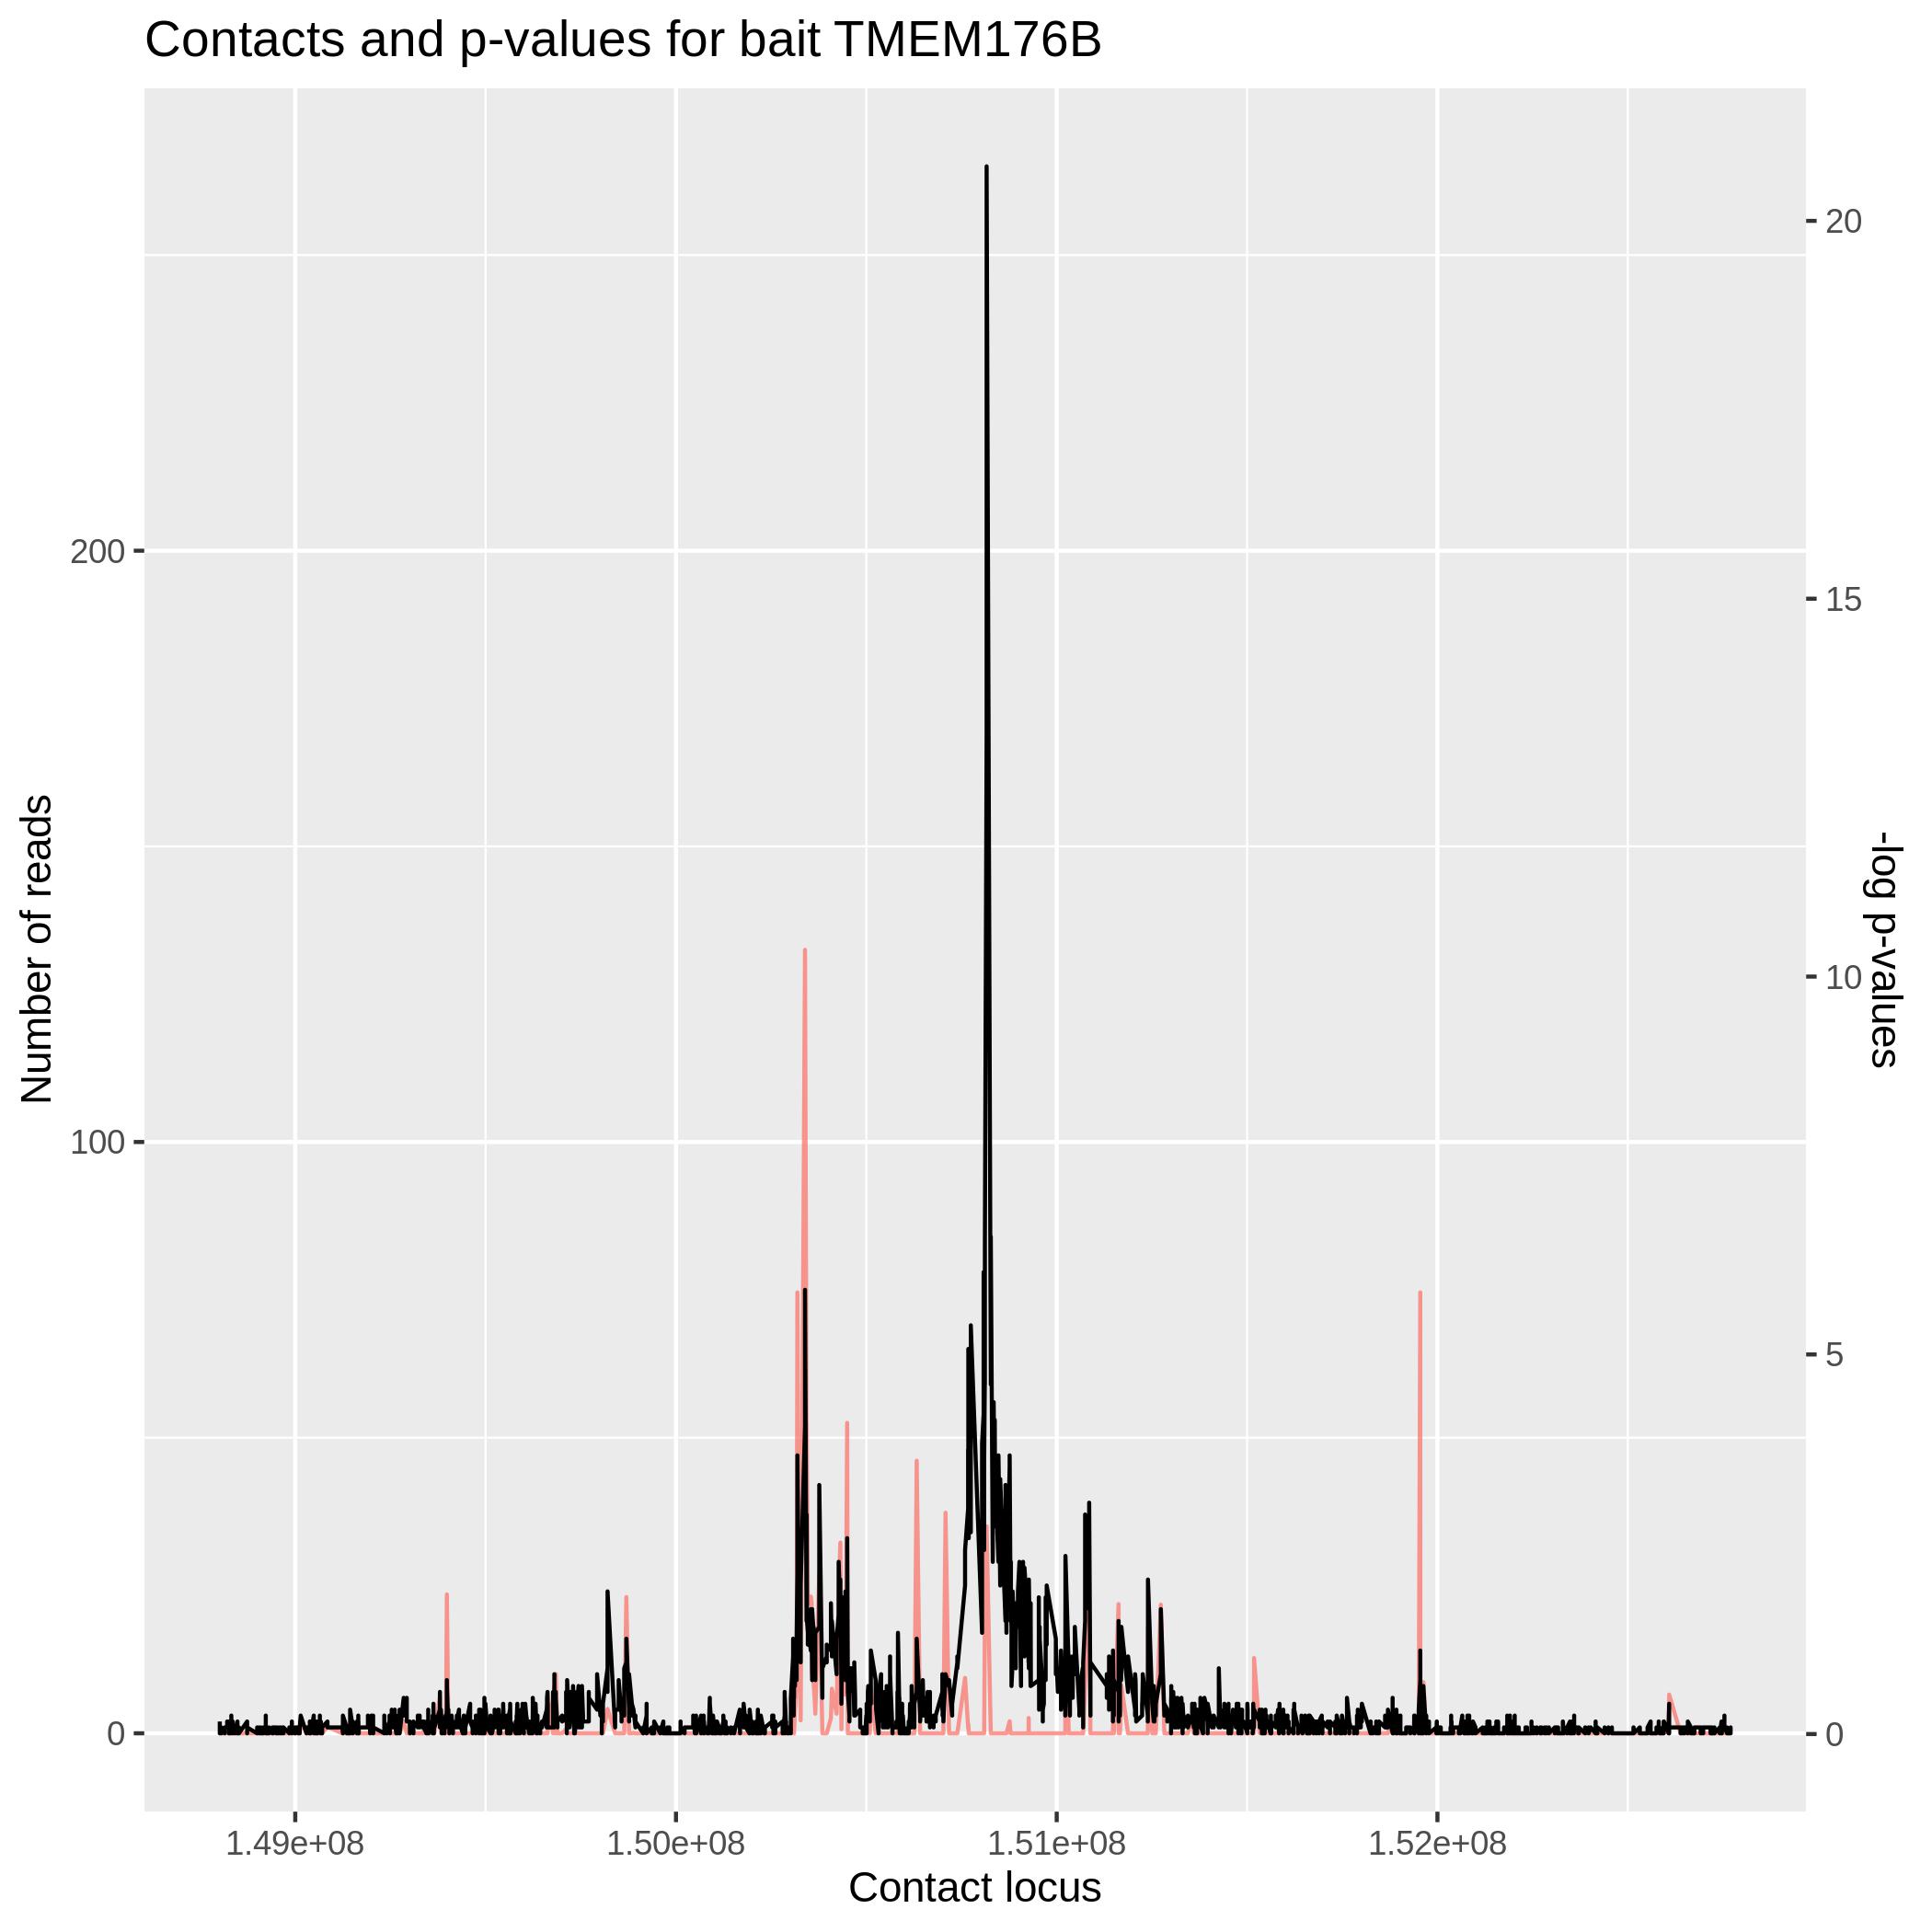 Contacts and p-values for bait TMEM176B
Number of reads
200
100
0
20
15
10
5
0
-log p-values
1.49e+08
1.50e+08
1.51e+08
1.52e+08
Contact locus